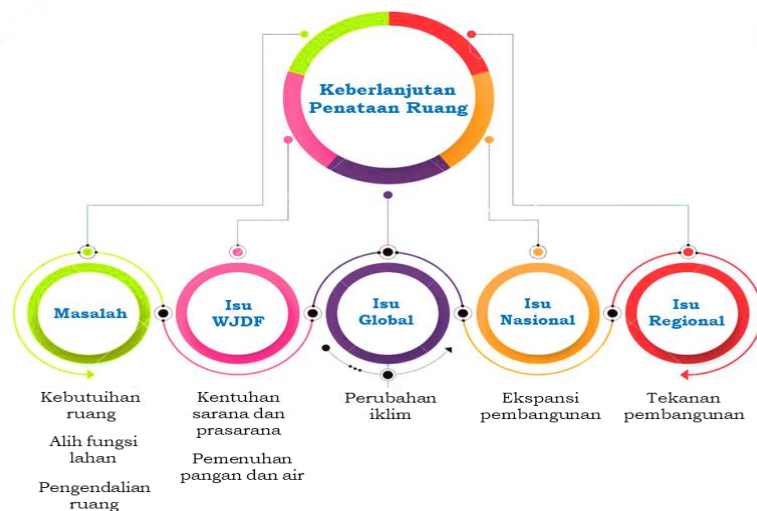 Keberlanjutan
Penataan Ruang
Masalah
Isu
WJDF
Isu
Global
Isu
Nasional
Isu
Regional
Kebutuihan
ruang
Alih fungsi
lahan
Pengendalian
ruang
Kentuhan
sarana dan
prasarana
Pemenuhan
pangan dan air
Perubahan
iklim
Ekspansi
pembangunan
Tekanan
pembangunan